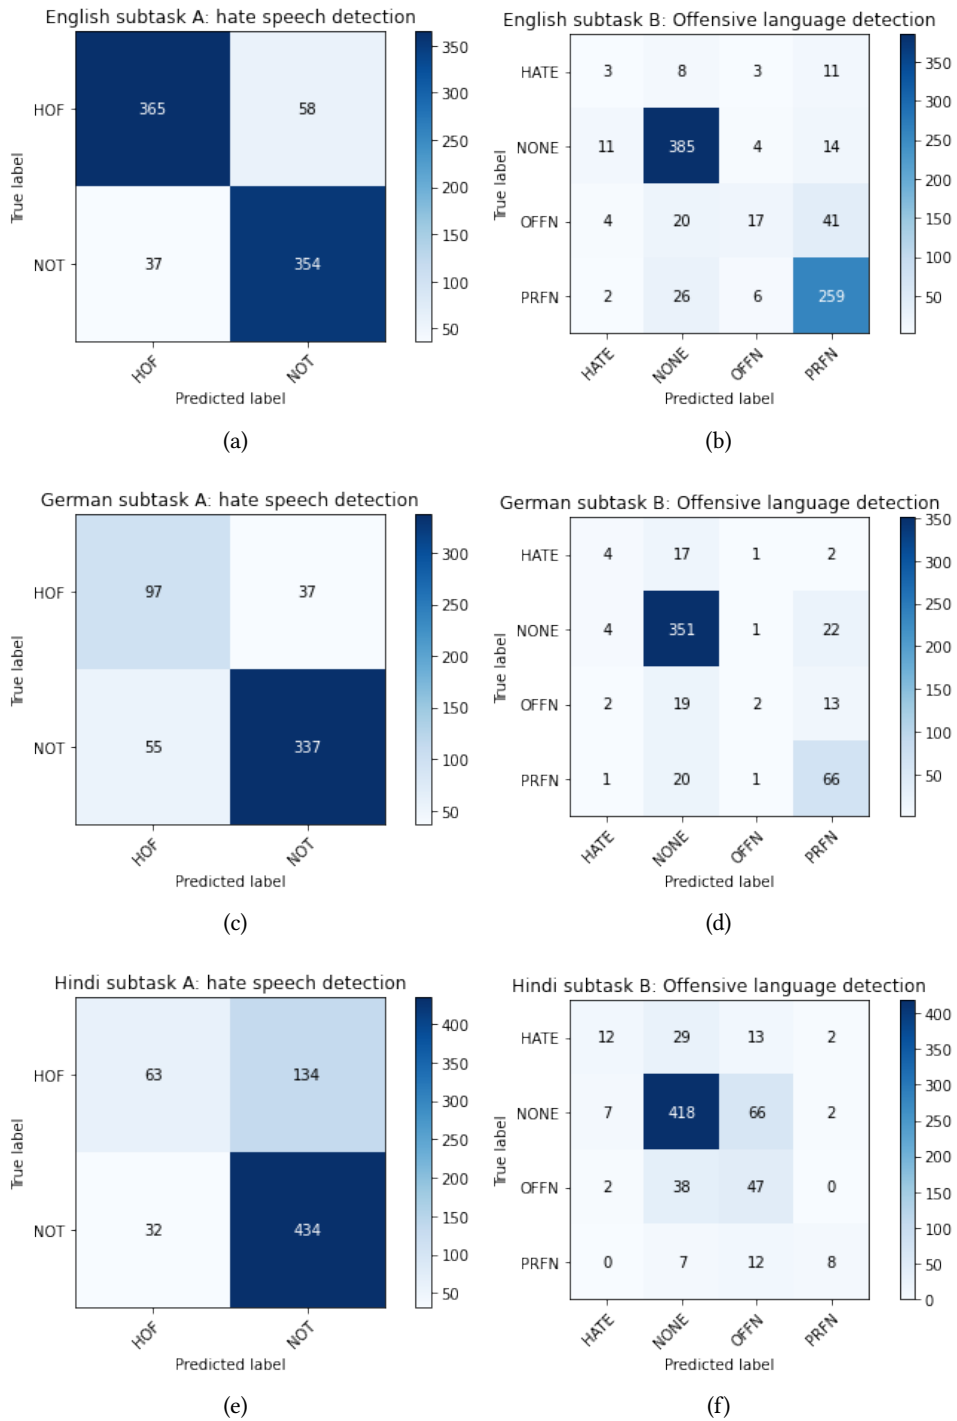 English subtask A: hate speech detection
HOF
NOT
365
58
37
354
True label
HOF
NOT
Predicted label
350
300
250
200
150
100
50
(a)
English subtask B: Offensive language detection
HATE
NONE
OFFN
PRFN
3 8 3 11
11 385 4 14
4 20 17 41
2 26 6 259
True label
HATE
NONE
OFFN
PRFN
Predicted label
350
300
250
200
150
100
50
(b)
German subtask A: hate speech detection
HOF
NOT
97
37
55
337
True label
HOF
NOT
Predicted label
300
250
200
150
100
50
(c)
German subtask B: Offensive language detection
HATE
NONE
OFFN
PRFN
4 17 1 2
4 351 1 22
2 19 2 13
1 20 1 66
True label
HATE
NONE
OFFN
PRFN
Predicted label
350
300
250
200
150
100
50
(d)
Hindi subtask A: hate speech detection
HOF
NOT
63
134
32
434
True label
HOF
NOT
Predicted label
400
350
300
250
200
150
100
50
(e)
Hindi subtask B: Offensive language detection
HATE
NONE
OFFN
PRFN
12 29 13 2
7 418 66 2
2 38 47 0
0 7 12 8
True label
HATE
NONE
OFFN
PRFN
Predicted label
400
350
300
250
200
150
100
50
0
(f)